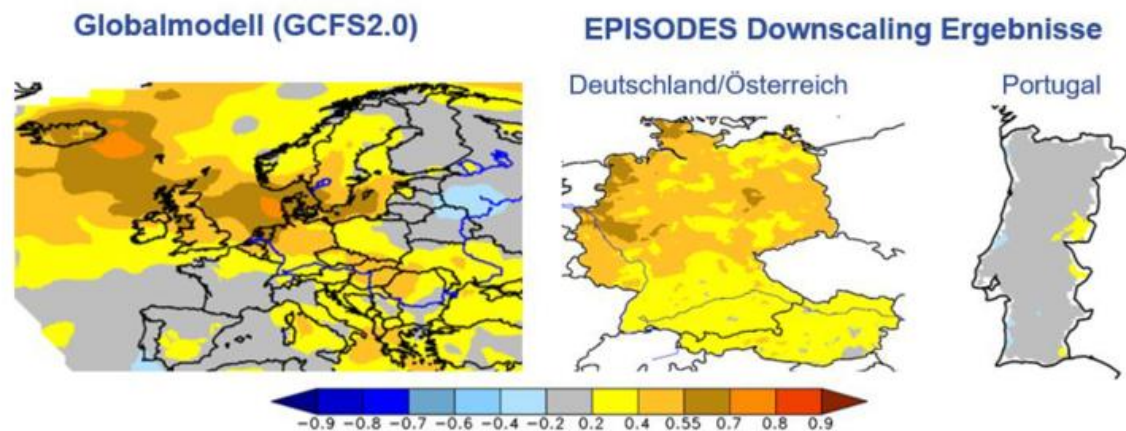 Globalmodell (GCFS2.0)
EPISODES Downscaling Ergebnisse
Deutschland/Österreich
Portugal
−0.9 −0.8 −0.7 −0.6 −0.4 −0.2 0.2 0.4 0.55 0.7 0.8 0.9